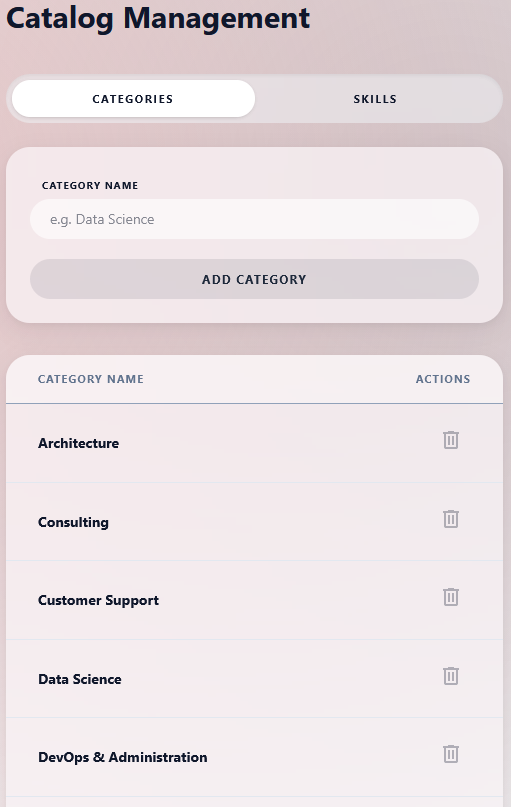 Catalog Management
CATEGORIES SKILLS
CATEGORY NAME
e.g. Data Science
ADD CATEGORY
CATEGORY NAME ACTIONS
Architecture
Consulting
Customer Support
Data Science
DevOps & Administration